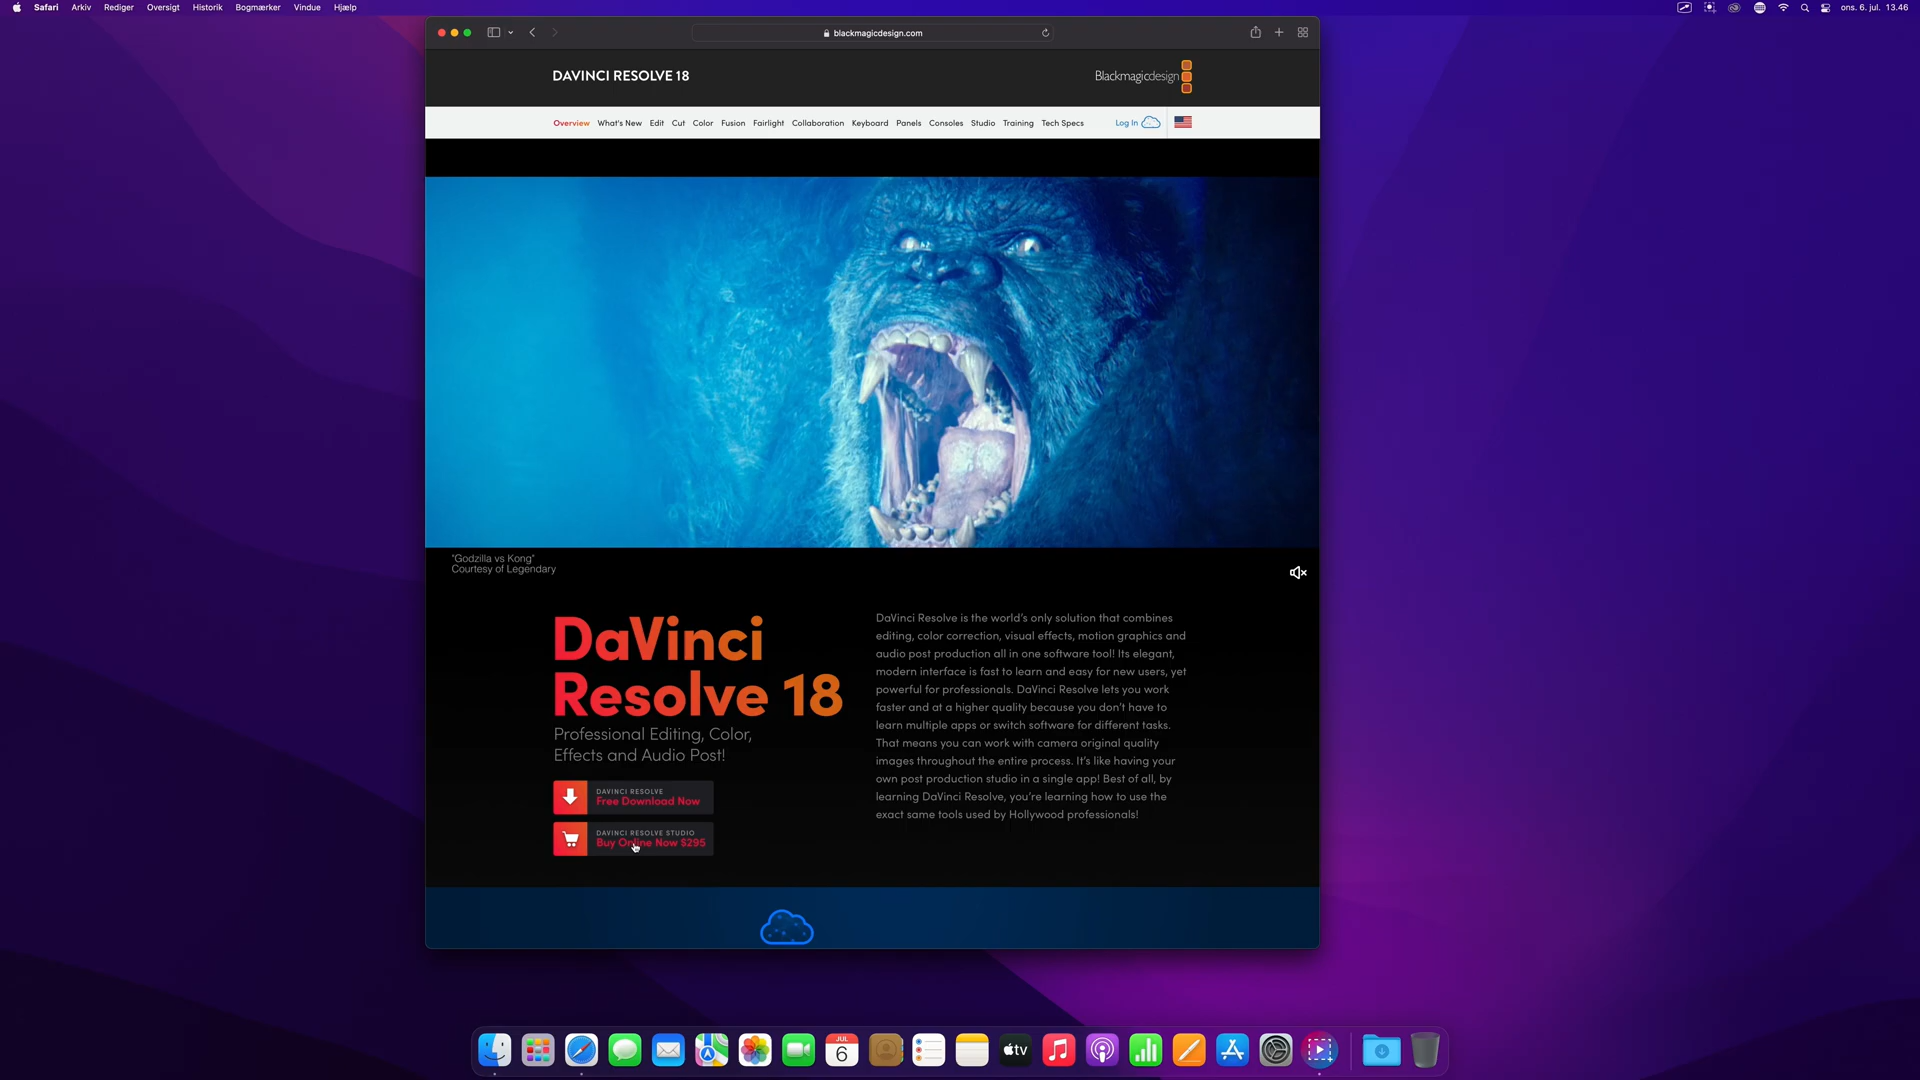 Safari Arkiv Rediger Oversigt Historik Bogmærker Vindue Hjælp
ons. 6. jul. 13.46
blackmagicdesign.com
DAVINCI RESOLVE 18
Blackmagicdesign
Overview What's New Edit Cut Color Fusion Fairlight Collaboration Keyboard Panels Consoles Studio Training Tech Specs Log In
"Godzilla vs Kong"
Courtesy of Legendary
DaVinci
Resolve 18
Professional Editing, Color,
Effects and Audio Post!
DAVINCI RESOLVE
Free Download Now
DAVINCI RESOLVE STUDIO
Buy Online Now $295
DaVinci Resolve is the world's only solution that combines
editing, color correction, visual effects, motion graphics and
audio post production all in one software tool! Its elegant,
modern interface is fast to learn and easy for new users, yet
powerful for professionals. DaVinci Resolve lets you work
faster and at a higher quality because you don't have to
learn multiple apps or switch software for different tasks.
That means you can work with camera original quality
images throughout the entire process. It's like having your
own post production studio in a single app! Best of all, by
learning DaVinci Resolve, you're learning how to use the
exact same tools used by Hollywood professionals!
JUL
6
tv